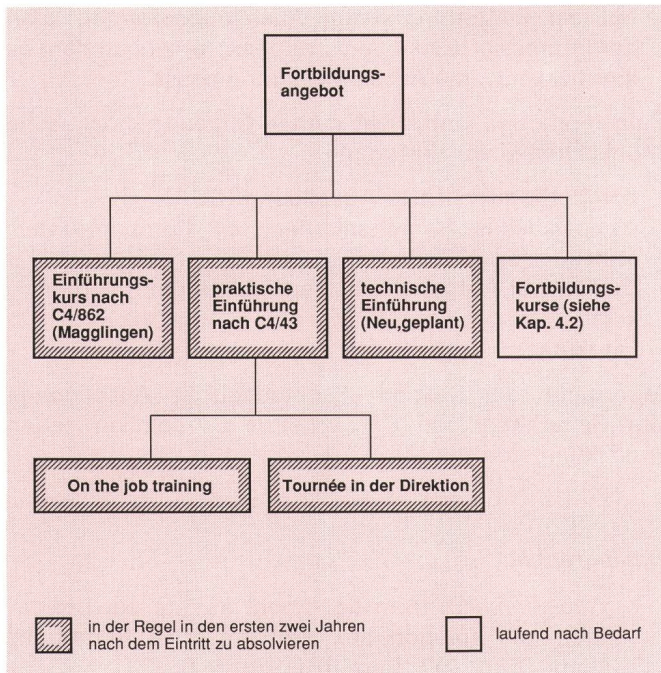 Fortbildungs-
angebot
Einführungs-
kurs nach
C4/862
(Magglingen)
praktische
Einführung
nach C4/43
technische
Einführung
(Neu,geplant)
Fortbildungs-
kurse (siehe
Kap. 4.2)
On the job training
Tournée in der Direktion
in der Regel in den ersten zwei Jahren
nach dem Eintritt zu absolvieren
laufend nach Bedarf